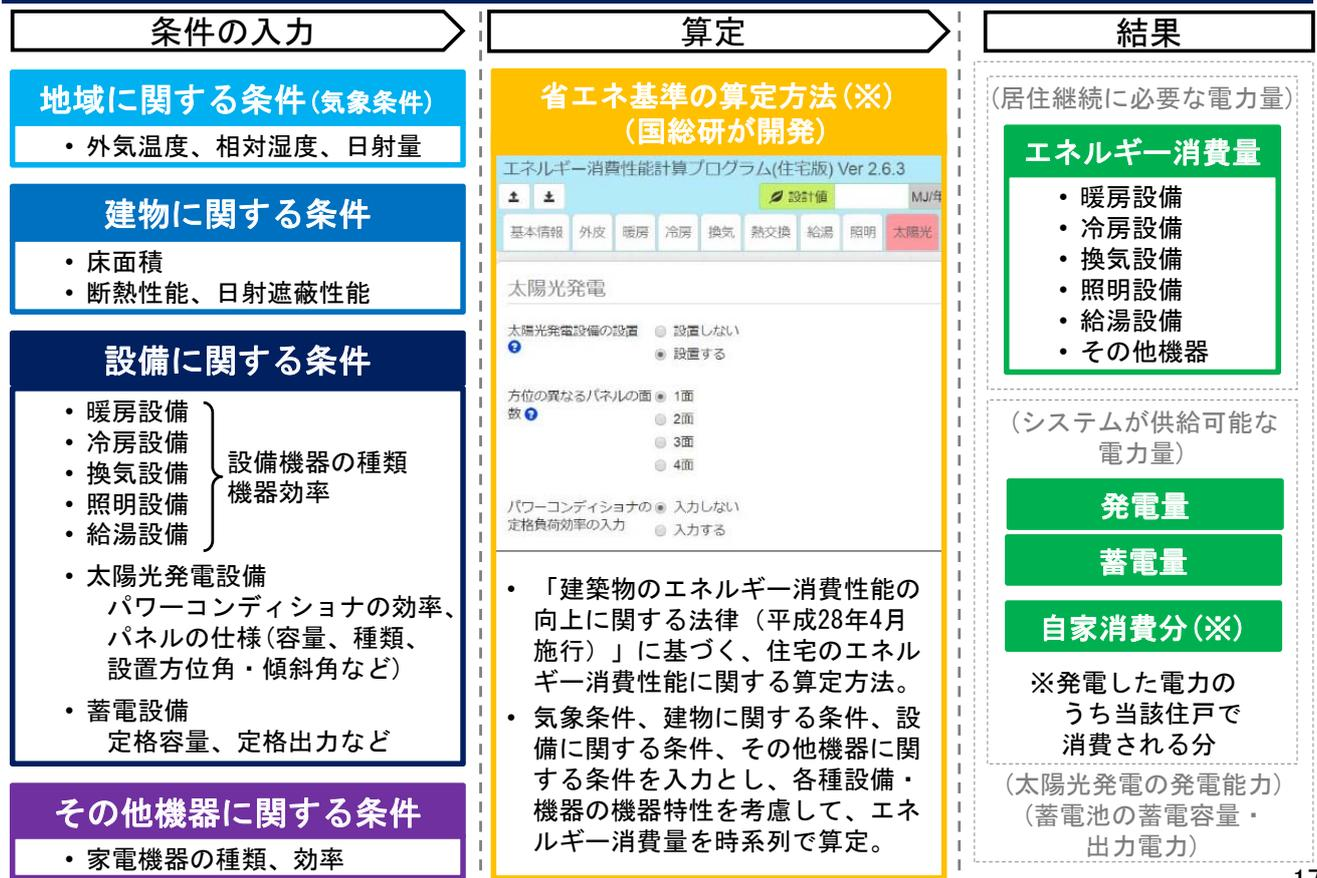 条件の入力
地域に関する条件(気象条件)
・外気温度、相対湿度、日射量
建物に関する条件
・床面積
・断熱性能、日射遮蔽性能
設備に関する条件
・暖房設備
・冷房設備
・換気設備
・照明設備
・給湯設備
設備機器の種類
機器効率
・太陽光発電設備
パワーコンディショナの効率、
パネルの仕様(容量、種類、
設置方位角・傾斜角など)
・蓄電設備
定格容量、定格出力など
その他機器に関する条件
・家電機器の種類、効率
算定
省エネ基準の算定方法(※)
(国総研が開発)
エネルギー消費性能計算プログラム(住宅版) Ver 2.6.3
設計値 MJ/年
基本情報 外皮 暖房 冷房 換気 熱交換 給湯 照明 太陽光
太陽光発電
太陽光発電設備の設置 設置しない
設置する
方位の異なるパネルの面 1面
数 2面
3面
4面
パワーコンディショナの 入力しない
定格負荷効率の入力 入力する
・「建築物のエネルギー消費性能の
向上に関する法律（平成28年4月
施行）」に基づく、住宅のエネル
ギー消費性能に関する算定方法。
・気象条件、建物に関する条件、設
備に関する条件、その他機器に関
する条件を入力とし、各種設備・
機器の機器特性を考慮して、エネ
ルギー消費量を時系列で算定。
結果
(居住継続に必要な電力量)
エネルギー消費量
・暖房設備
・冷房設備
・換気設備
・照明設備
・給湯設備
・その他機器
(システムが供給可能な
電力量)
発電量
蓄電量
自家消費分(※)
※発電した電力の
うち当該住戸で
消費される分
(太陽光発電の発電能力)
(蓄電池の蓄電容量・
出力電力)
17